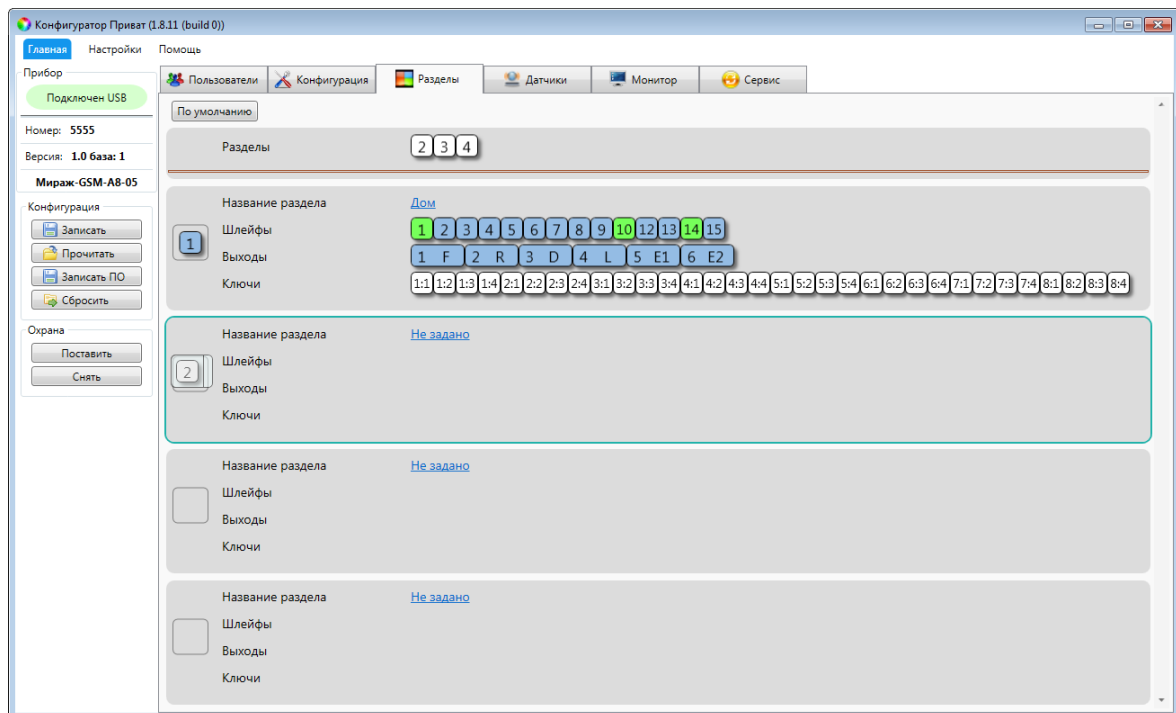 Конфигуратор Приват (1.8.11 (build 0))
Главная Настройки Помощь
Прибор
Подключен USB
Номер: 5555
Версия: 1.0 база: 1
Мираж-GSM-A8-05
Конфигурация
Записать
Прочитать
Записать ПО
Сбросить
Охрана
Поставить
Снять
Пользователи Конфигурация Разделы Датчики Монитор Сервис
По умолчанию
Разделы 2 3 4
1
Название раздела Дом
Шлейфы 1 2 3 4 5 6 7 8 9 10 12 13 14 15
Выходы 1 F 2 R 3 D 4 L 5 E1 6 E2
Ключи 1:1 1:2 1:3 1:4 2:1 2:2 2:3 2:4 3:1 3:2 3:3 3:4 4:1 4:2 4:3 4:4 5:1 5:2 5:3 5:4 6:1 6:2 6:3 6:4 7:1 7:2 7:3 7:4 8:1 8:2 8:3 8:4
2
Название раздела Не задано
Шлейфы
Выходы
Ключи
Название раздела Не задано
Шлейфы
Выходы
Ключи
Название раздела Не задано
Шлейфы
Выходы
Ключи